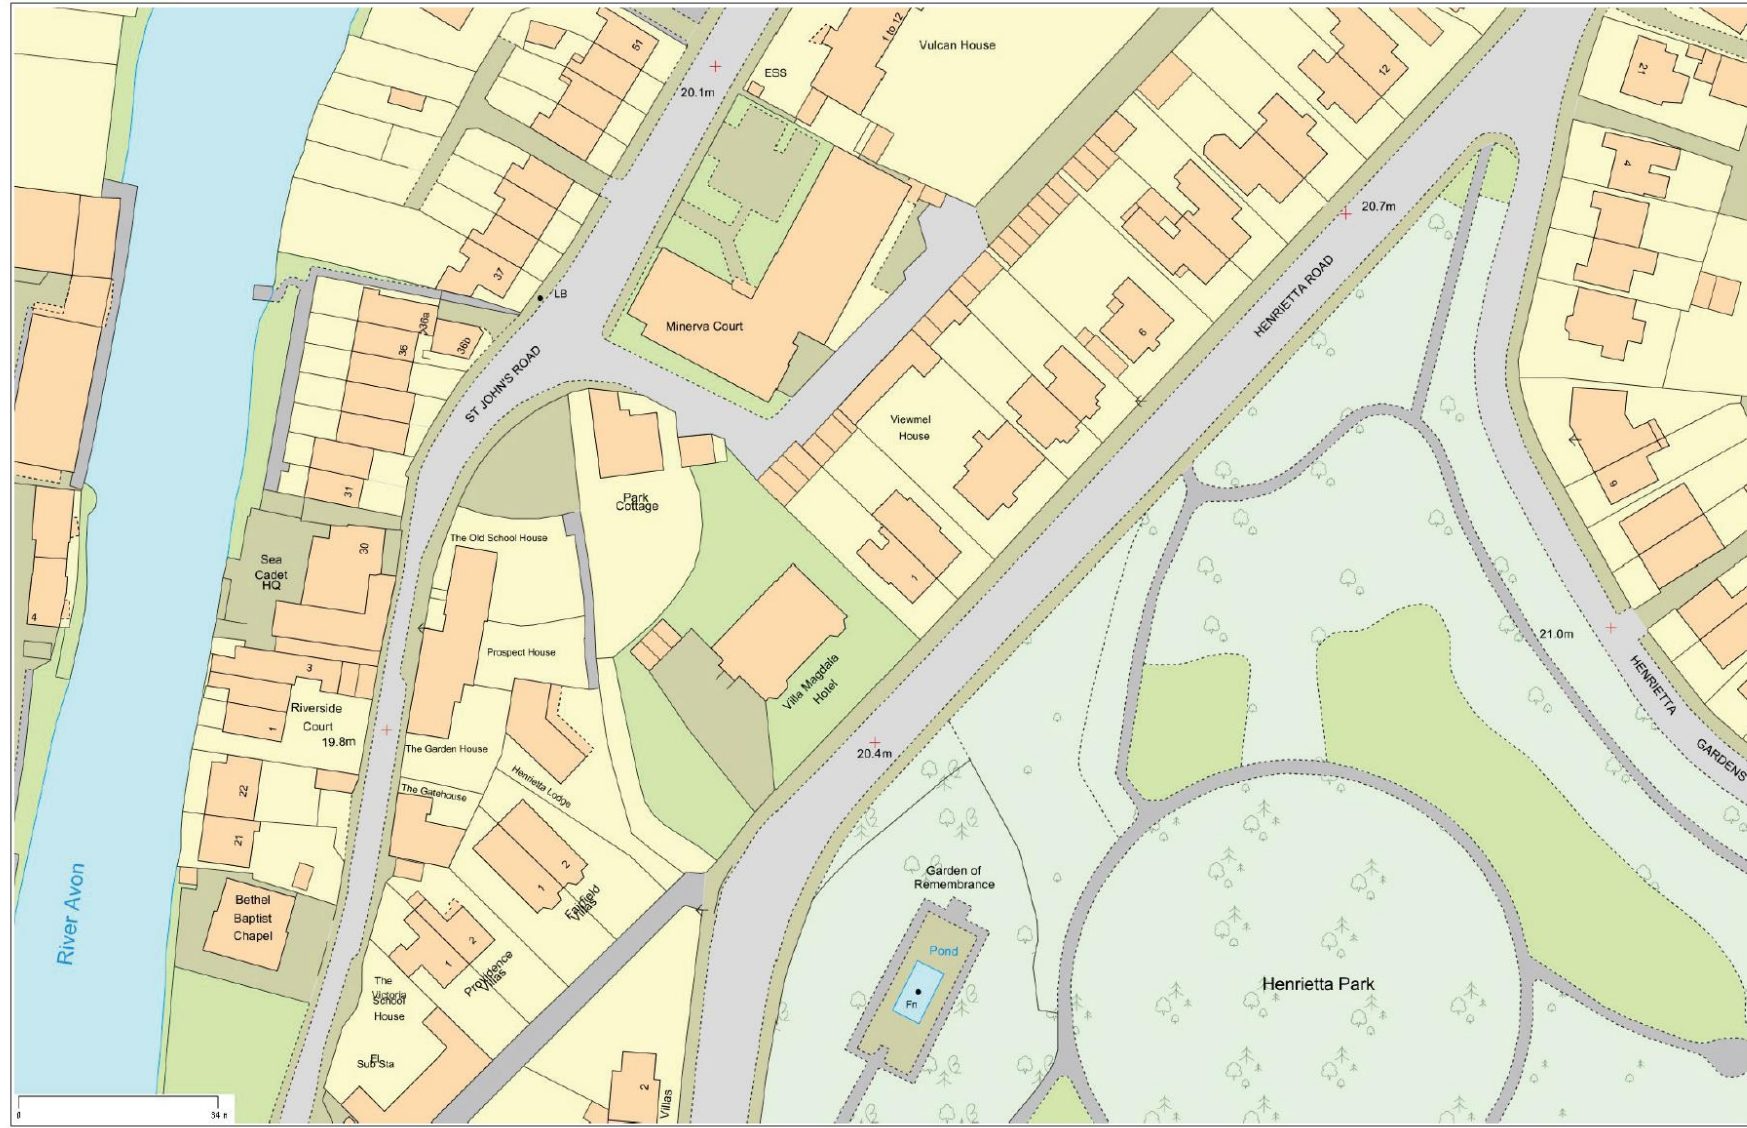 51
1 to 12
Vulcan House
ESS
20.1m
12
21
4
20.7m
37
LB
36a
36
36b
Minerva Court
6
HENRIETTA ROAD
ST JOHN'S ROAD
Viewmel
House
9
31
Park
Cottage
The Old School House
30
Sea
Cadet
HQ
1
4
21.0m
Prospect House
3
Villa Magdala
Hotel
HENRIETTA
GARDENS
Riverside
Court
1
19.8m
The Garden House
20.4m
Henrietta Lodge
22
The Gatehouse
21
2
1
Fairfield
Villas
Garden of
Remembrance
River Avon
Bethel
Baptist
Chapel
2
1
Providence
Villas
Pond
Fn
Henrietta Park
The
Victoria
School
House
El
Sub Sta
2
Villas
0
34 m